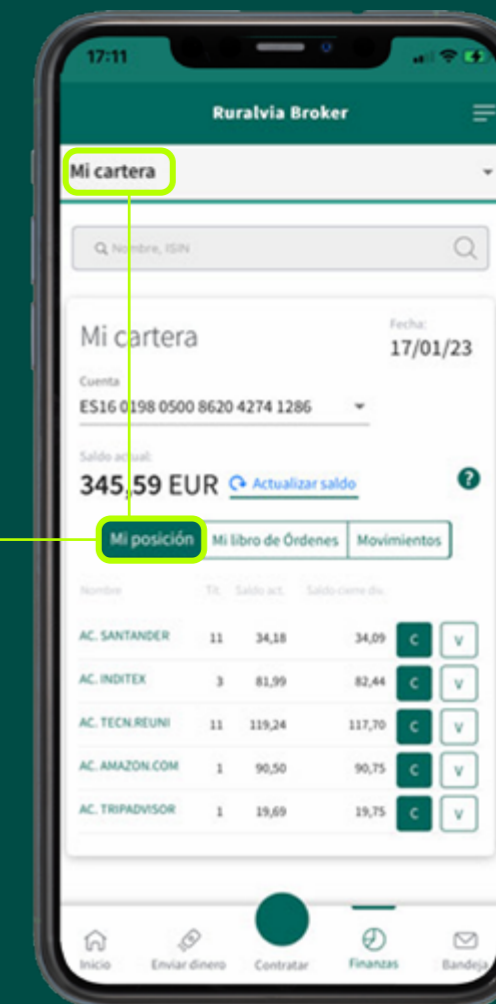 17:11
Ruralvia Broker
Mi cartera
Nombre, ISIN
Mi cartera
Fecha:
17/01/23
Cuenta
ES16 0198 0500 8620 4274 1286
Saldo actual:
345,59 EUR Actualizar saldo ?
Mi posición Mi libro de Órdenes Movimientos
Nombre Tít. Saldo act. Saldo cierre div.
AC. SANTANDER 11 34,18 34,09 C V
AC. INDITEX 3 81,99 82,44 C V
AC. TECN.REUNI 11 119,24 117,70 C V
AC. AMAZON.COM 1 90,50 90,75 C V
AC. TRIPADVISOR 1 19,69 19,75 C V
Inicio Enviar dinero Contratar Finanzas Bandeja